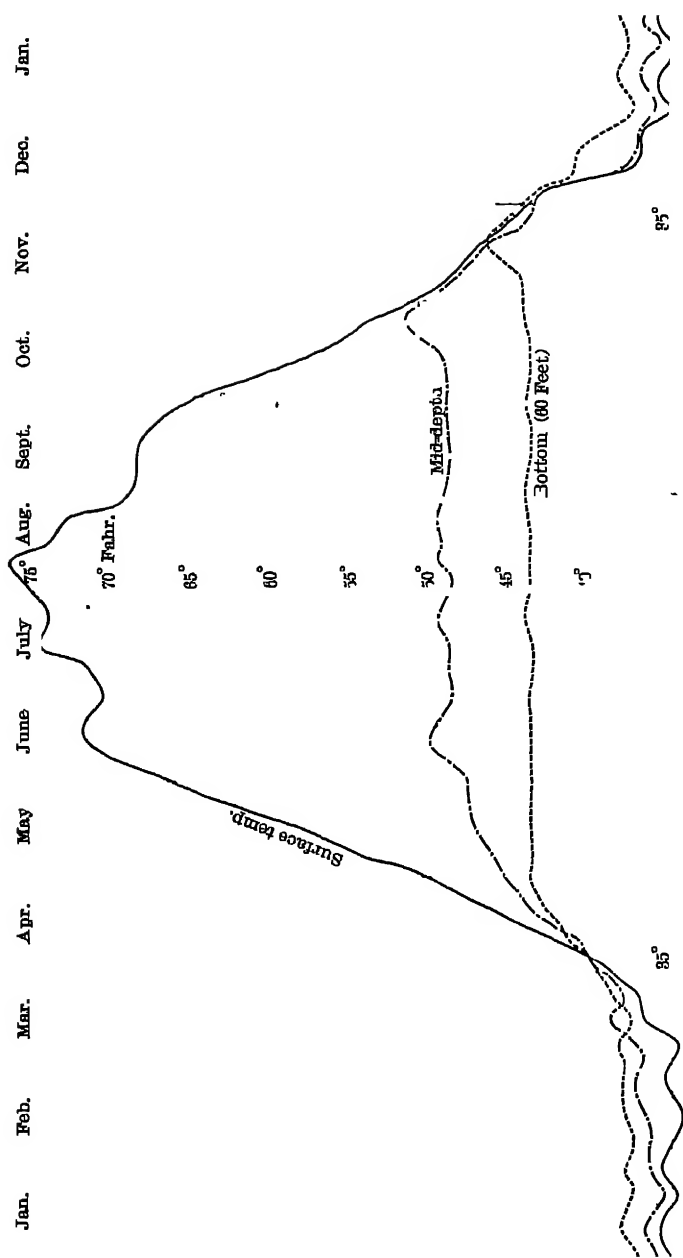 Jan. Feb. Mar. Apr. May June July Aug. Sept. Oct. Nov. Dec. Jan.
75°
70° Fahr.
65°
60°
55°
50°
45°
35°
35°
Surface temp.
Mid-depth
Bottom (60 Feet)